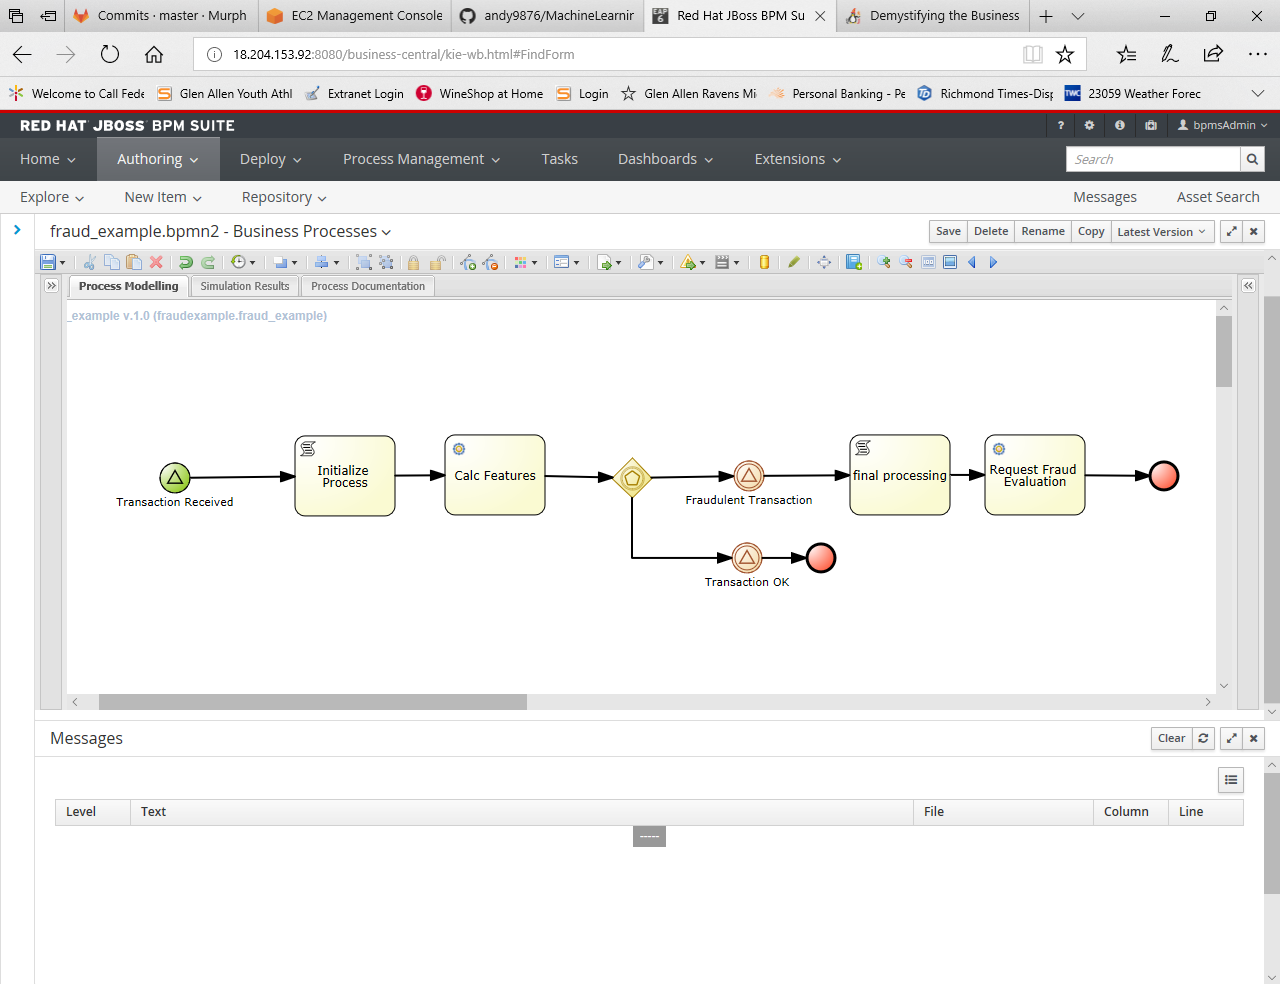 Commits · master · Murph
EC2 Management Console
andy9876/MachineLearnir
EAP 6
Red Hat JBoss BPM Su
Demystifying the Business
18.204.153.92:8080/business-central/kie-wb.html#FindForm
Welcome to Call Fede
Glen Allen Youth Athl
Extranet Login
WineShop at Home
Login
Glen Allen Ravens Mi
Personal Banking - Pe
TD
Richmond Times-Disp
TWC
23059 Weather Forec
RED HAT JBOSS BPM SUITE
?
bpmsAdmin
Home
Authoring
Deploy
Process Management
Tasks
Dashboards
Extensions
Search
Explore
New Item
Repository
Messages
Asset Search
fraud_example.bpmn2 - Business Processes
Save
Delete
Rename
Copy
Latest Version
Process Modelling
Simulation Results
Process Documentation
_example v.1.0 (fraudexample.fraud_example)
Transaction Received
Initialize
Process
Calc Features
Fraudulent Transaction
final processing
Request Fraud
Evaluation
Transaction OK
Messages
Clear
Level
Text
File
Column
Line
-----